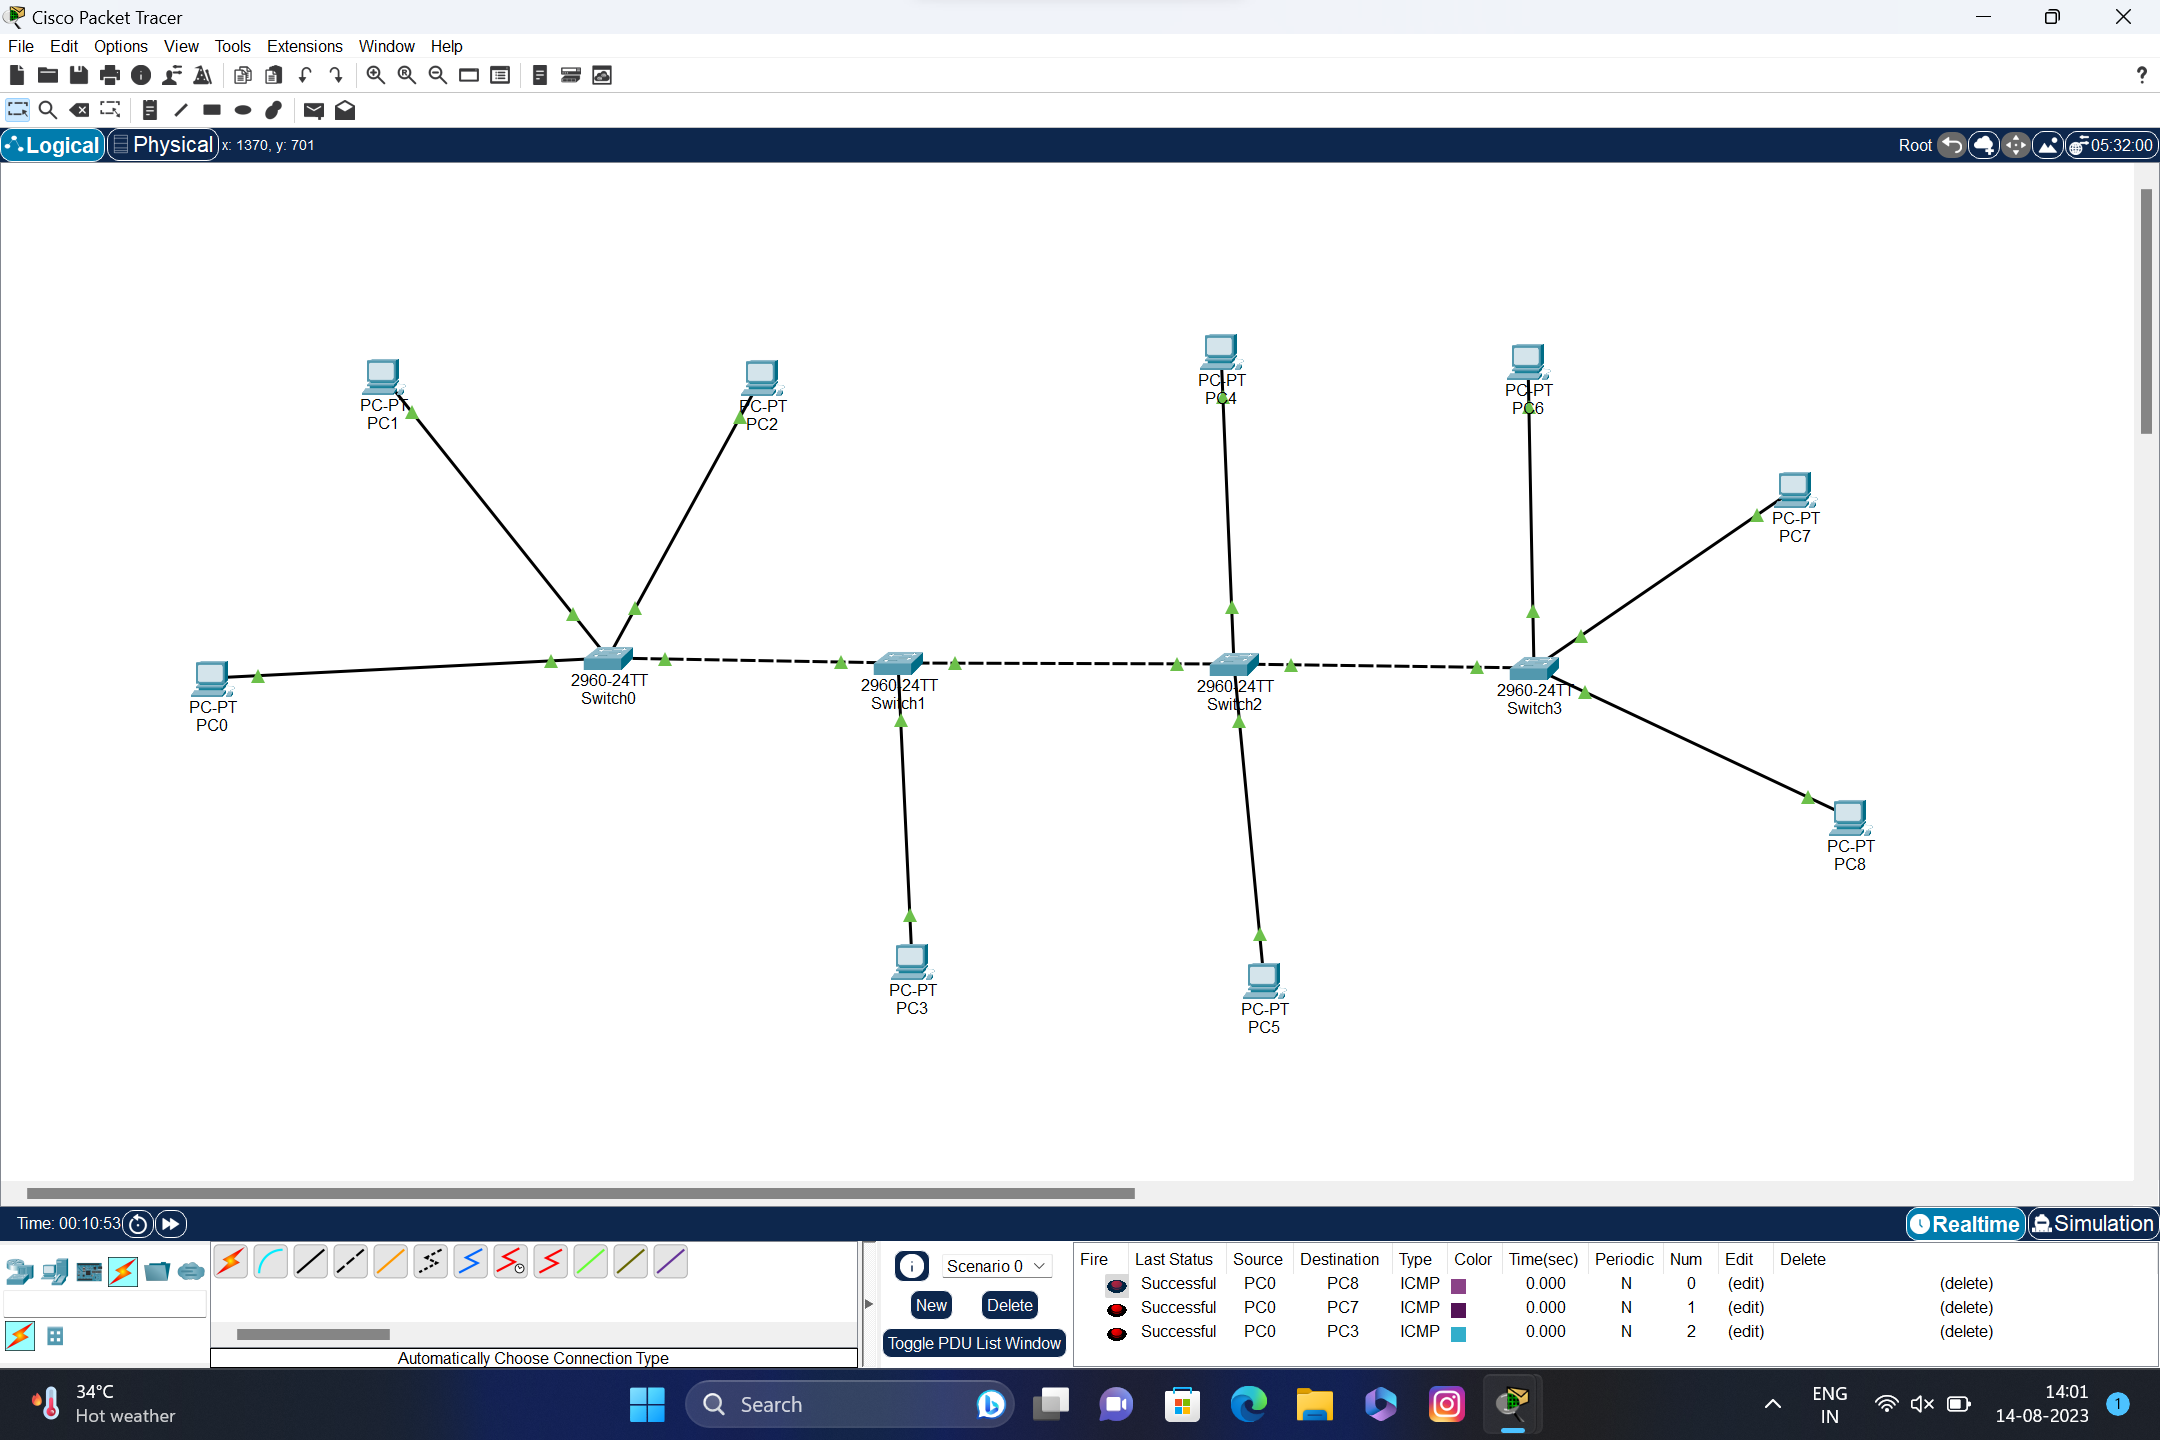 Cisco Packet Tracer
File Edit Options View Tools Extensions Window Help
?
Logical Physical x: 1370, y: 701 Root 05:32:00
PC-PT
PC4
PC-PT
PC6
PC-PT
PC1
PC-PT
PC2
PC-PT
PC7
2960-24TT
Switch0
2960-24TT
Switch1
2960-24TT
Switch2
2960-24TT
Switch3
PC-PT
PC0
PC-PT
PC8
PC-PT
PC3
PC-PT
PC5
Time: 00:10:53 Realtime Simulation
Scenario 0
New Delete
Toggle PDU List Window
Automatically Choose Connection Type
Fire Last Status Source Destination Type Color Time(sec) Periodic Num Edit Delete
Successful PC0 PC8 ICMP 0.000 N 0 (edit) (delete)
Successful PC0 PC7 ICMP 0.000 N 1 (edit) (delete)
Successful PC0 PC3 ICMP 0.000 N 2 (edit) (delete)
34°C
Hot weather
Search
ENG
IN
14:01
14-08-2023
1